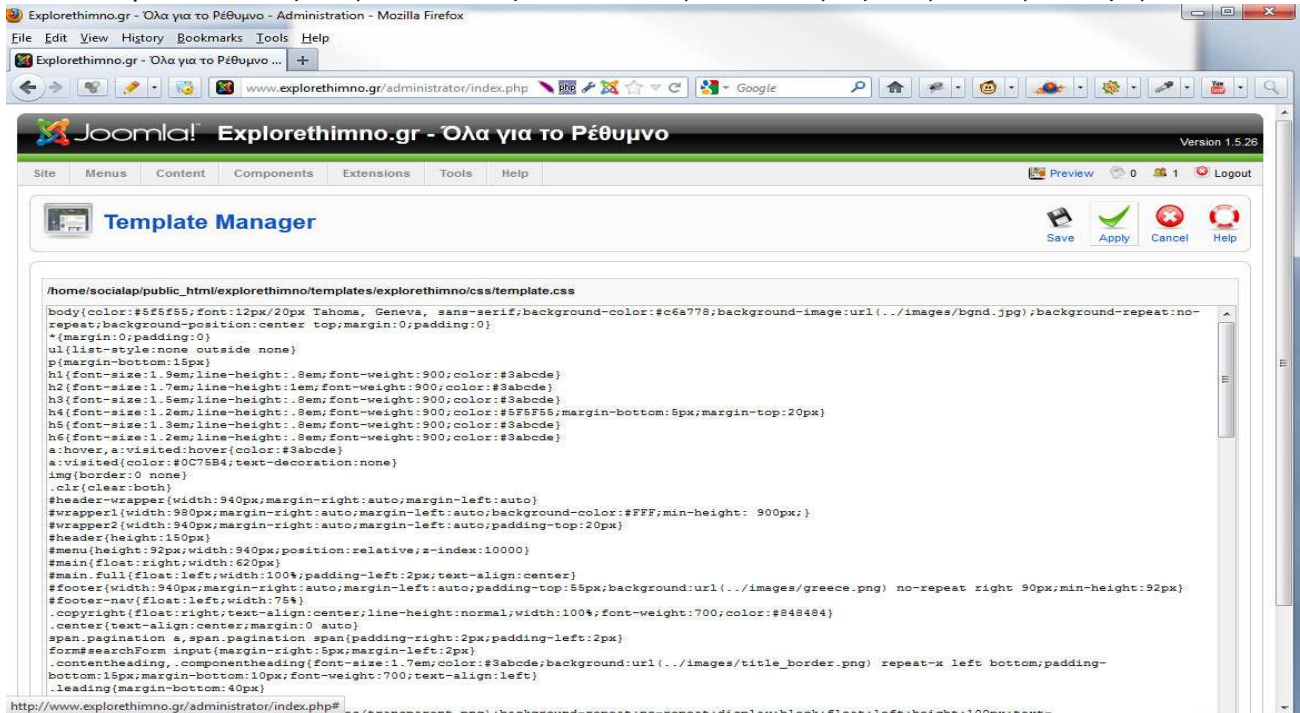 Explorethimno.gr - Όλα για το Ρέθυμνο - Administration - Mozilla Firefox
File Edit View History Bookmarks Tools Help
Explorethimno.gr - Όλα για το Ρέθυμνο ...
www.explorethimno.gr/administrator/index.php php Google
Joomla! Explorethimno.gr - Όλα για το Ρέθυμνο
Version 1.5.26
Site Menus Content Components Extensions Tools Help Preview 0 1 Logout
Template Manager
Save Apply Cancel Help
/home/socialap/public_html/explorethimno/templates/explorethimno/css/template.css
body{color:#5f5f55;font:12px/20px Tahoma, Geneva, sans-serif;background-color:#c6a778;background-image:url(../images/bgnd.jpg);background-repeat:no-
repeat;background-position:center top;margin:0;padding:0}
*{margin:0;padding:0}
ul{list-style:none outside none}
p{margin-bottom:15px}
h1{font-size:1.9em;line-height:.8em;font-weight:900;color:#3abcde}
h2{font-size:1.7em;line-height:1em;font-weight:900;color:#3abcde}
h3{font-size:1.5em;line-height:.8em;font-weight:900;color:#3abcde}
h4{font-size:1.2em;line-height:.8em;font-weight:900;color:#5F5F55;margin-bottom:5px;margin-top:20px}
h5{font-size:1.3em;line-height:.8em;font-weight:900;color:#3abcde}
h6{font-size:1.2em;line-height:.8em;font-weight:900;color:#3abcde}
a:hover,a:visited:hover{color:#3abcde}
a:visited{color:#0C75B4;text-decoration:none}
img{border:0 none}
.clr{clear:both}
#header-wrapper{width:940px;margin-right:auto;margin-left:auto}
#wrapper1{width:980px;margin-right:auto;margin-left:auto;background-color:#FFF;min-height: 900px;}
#wrapper2{width:940px;margin-right:auto;margin-left:auto;padding-top:20px}
#header{height:150px}
#menu{height:92px;width:940px;position:relative;z-index:10000}
#main{float:right;width:620px}
#main.full{float:left;width:100%;padding-left:2px;text-align:center}
#footer{width:940px;margin-right:auto;margin-left:auto;padding-top:55px;background:url(../images/greece.png) no-repeat right 90px;min-height:92px}
#footer-nav{float:left;width:75%}
.copyright{float:right;text-align:center;line-height:normal;width:100%;font-weight:700;color:#848484}
.center{text-align:center;margin:0 auto}
span.pagination a,span.pagination span{padding-right:2px;padding-left:2px}
form#searchForm input{margin-right:5px;margin-left:2px}
.contentheading,.componentheading{font-size:1.7em;color:#3abcde;background:url(../images/title_border.png) repeat-x left bottom;padding-
bottom:15px;margin-bottom:10px;font-weight:700;text-align:left}
.leading{margin-bottom:40px}
http://www.explorethimno.gr/administrator/index.php#